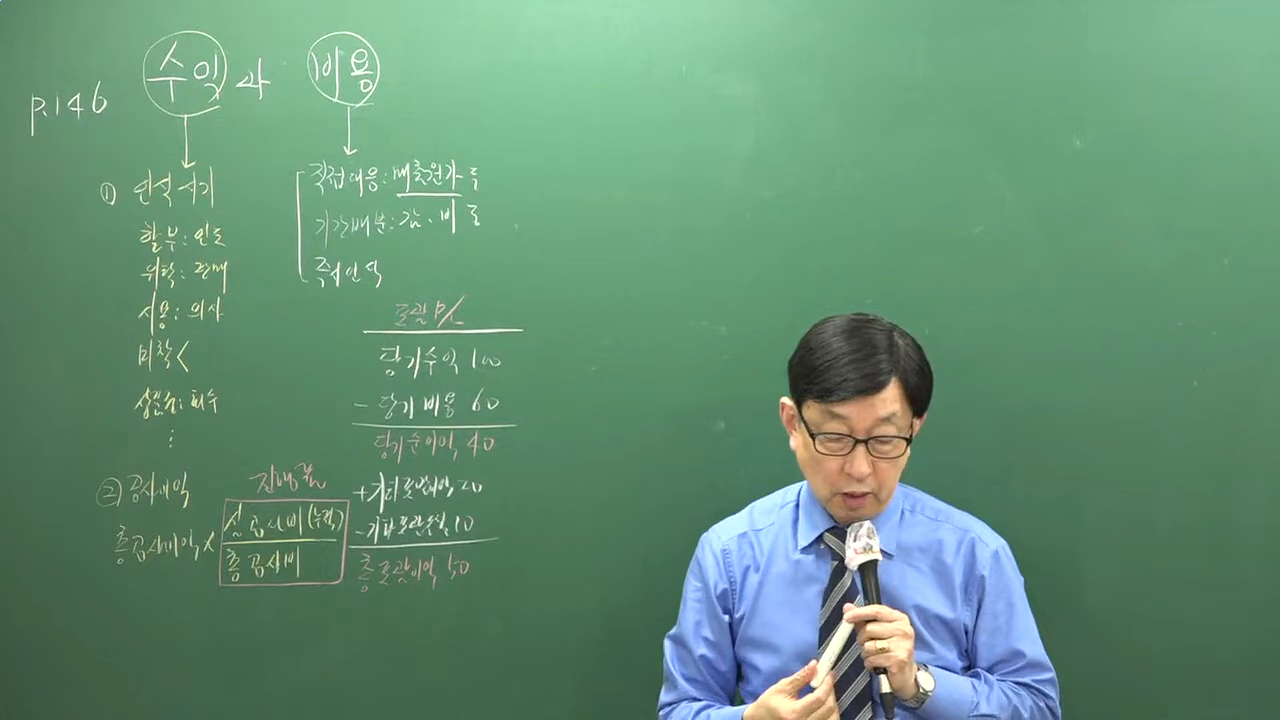 수익 과 비용
p.146
① 인식시기
할부: 인도
위탁: 판매
시용: 의사
미착<
상품권: 회수
⋮
② 공사이익
총공사이익 ×
진행률
실공사비(누적)
총공사비
직접대응: 매출원가 등
기간배분: 감·비 등
즉시인식
포괄 P/L
당기수익 100
- 당기비용 60
당기순이익 40
+ 기타포괄이익 20
- 기타포괄손실 10
총포괄이익 50